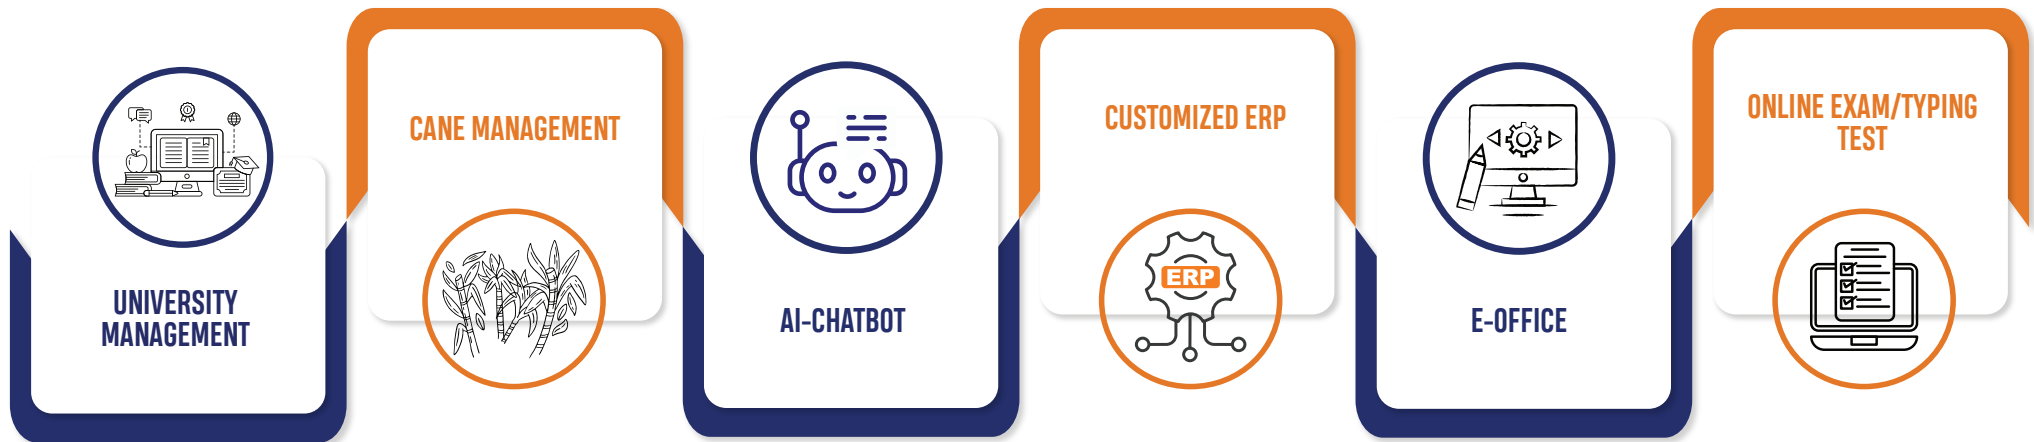 UNIVERSITY
MANAGEMENT
CANE MANAGEMENT
AI-CHATBOT
CUSTOMIZED ERP
ERP
E-OFFICE
ONLINE EXAM/TYPING
TEST